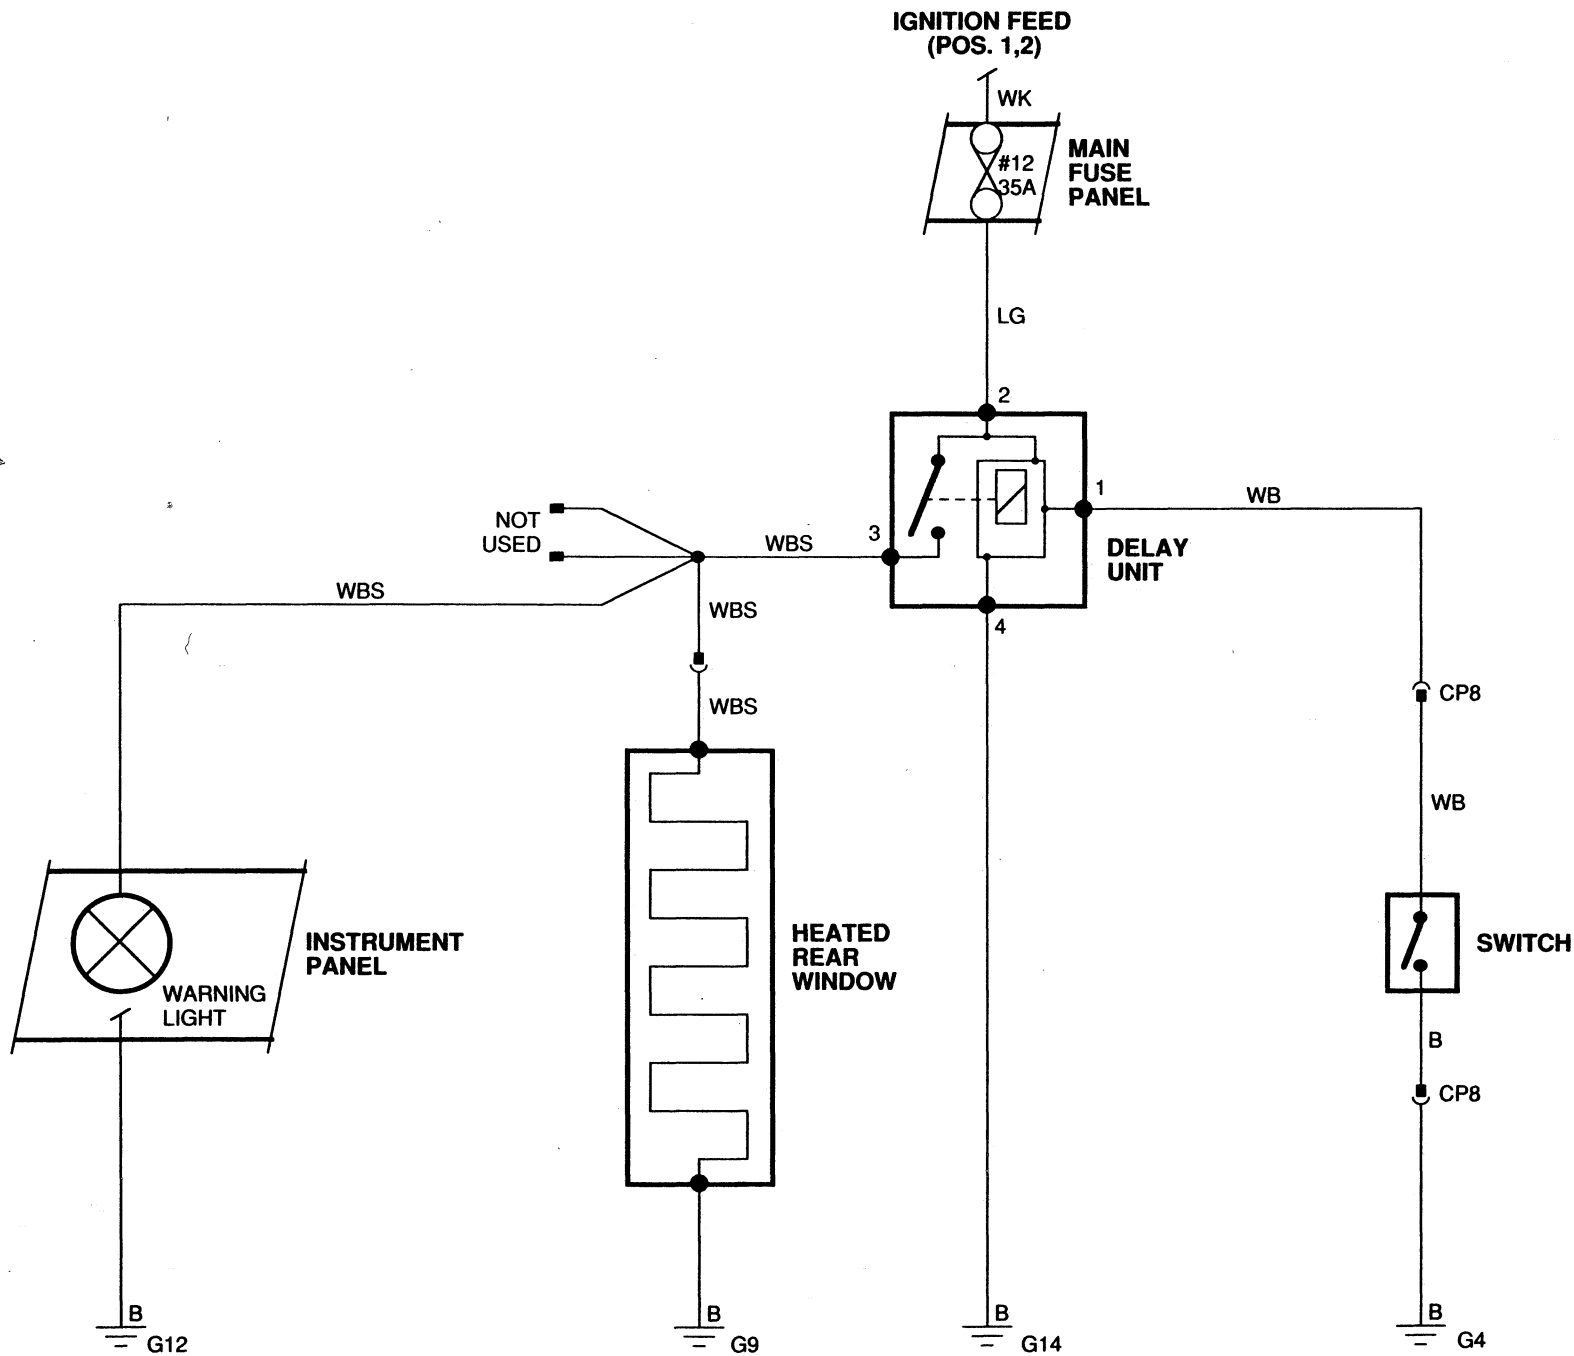 IGNITION FEED
(POS. 1,2)
WK
MAIN
FUSE
PANEL
#12
35A
LG
2
1
WB
NOT
USED
3
WBS
DELAY
UNIT
WBS
WBS
4
CP8
WBS
WB
HEATED
REAR
WINDOW
SWITCH
INSTRUMENT
PANEL
WARNING
LIGHT
B
CP8
B
G12
B
G9
B
G14
B
G4